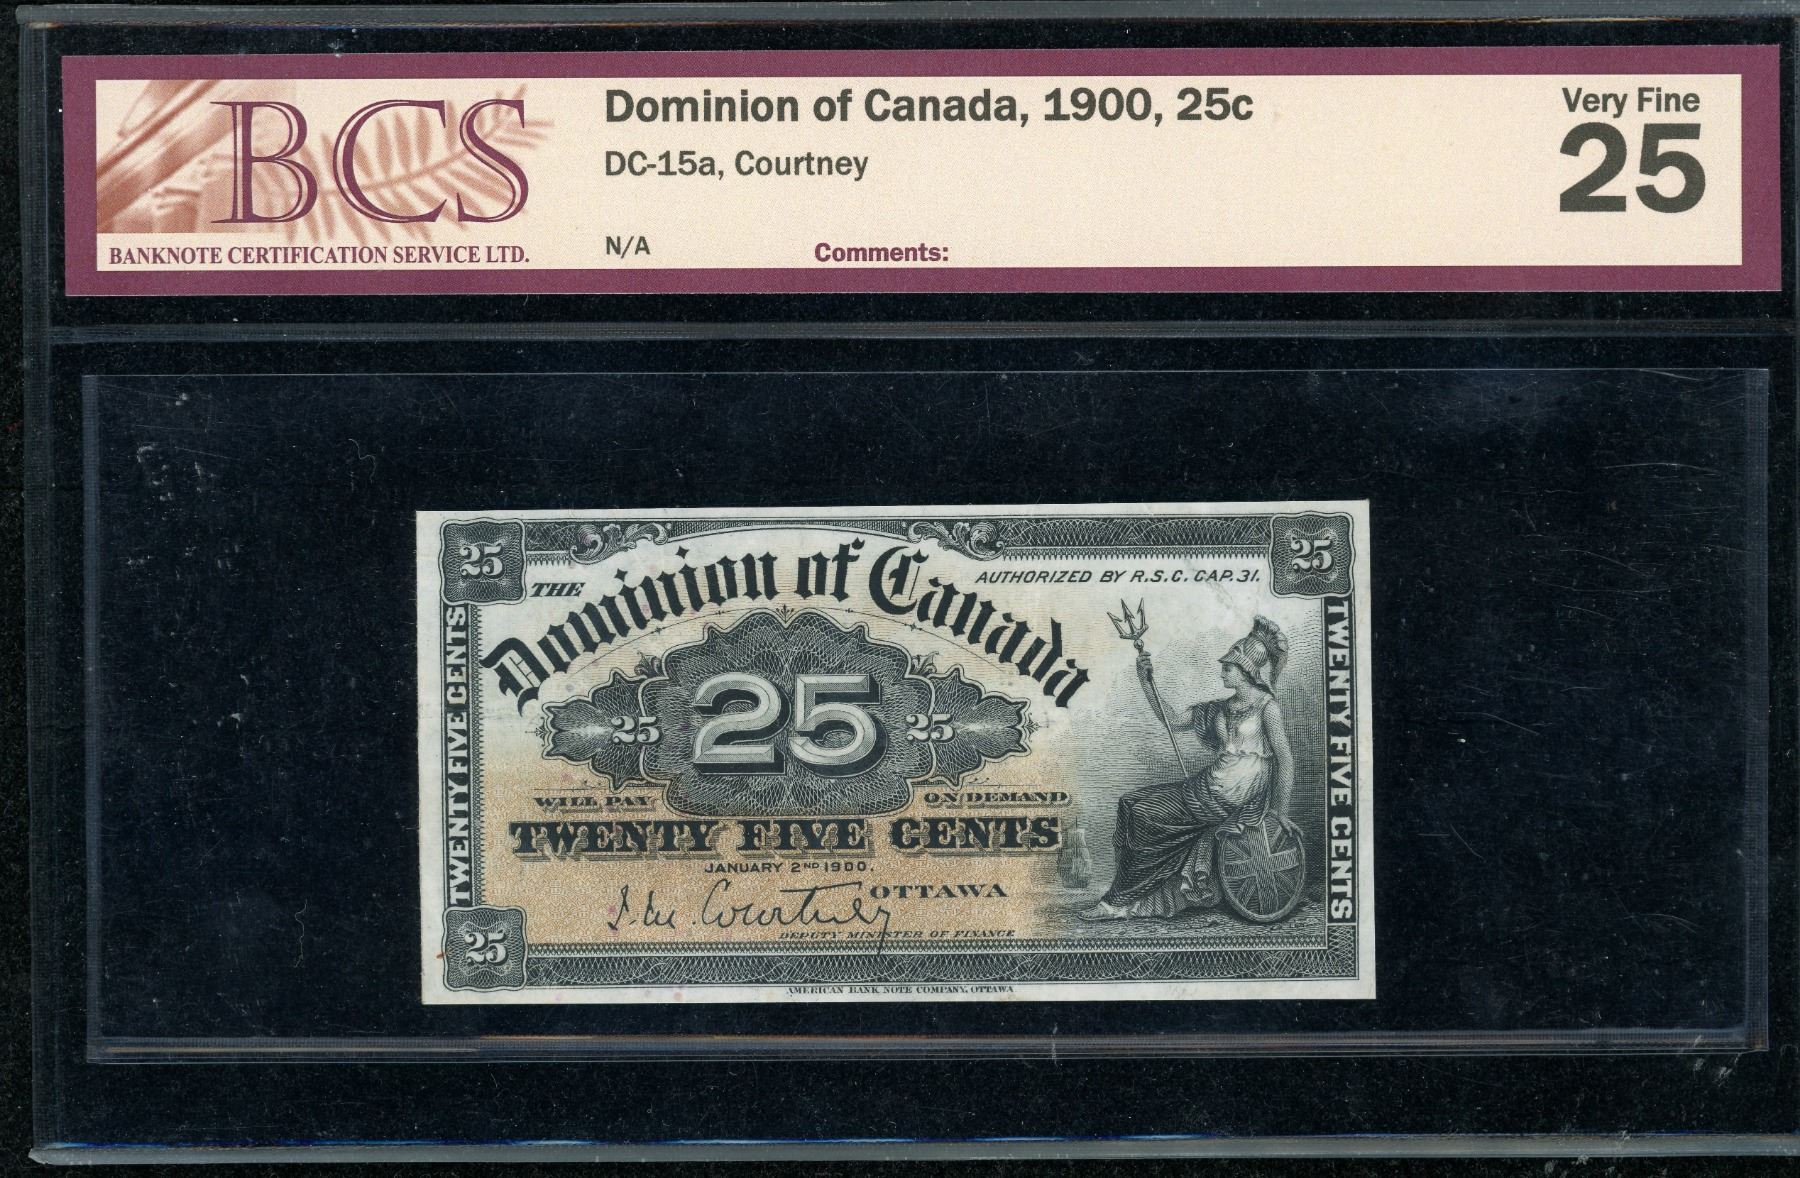 BCS
BANKNOTE CERTIFICATION SERVICE LTD.
Dominion of Canada, 1900, 25c
DC-15a, Courtney
N/A
Comments:
Very Fine
25
25
25
THE
Dominion of Canada
AUTHORIZED BY R.S.C. CAP. 31.
TWENTY FIVE CENTS
TWENTY FIVE CENTS
25
25
25
WILL PAY
ON DEMAND
TWENTY FIVE CENTS
JANUARY 2ND 1900.
J. M. Courtney
OTTAWA
DEPUTY MINISTER OF FINANCE
25
AMERICAN BANK NOTE COMPANY, OTTAWA